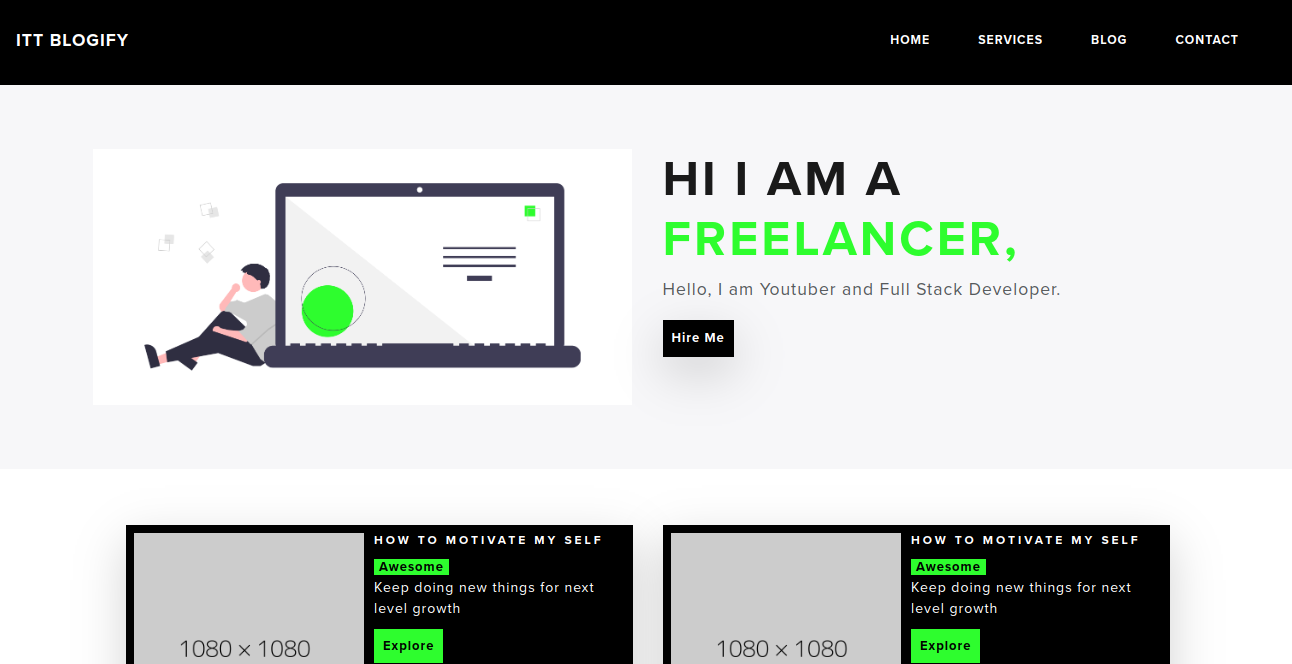 ITT BLOGIFY
HOME SERVICES BLOG CONTACT
HI I AM A
FREELANCER,
Hello, I am Youtuber and Full Stack Developer.
Hire Me
1080 × 1080
HOW TO MOTIVATE MY SELF
Awesome
Keep doing new things for next
level growth
Explore
1080 × 1080
HOW TO MOTIVATE MY SELF
Awesome
Keep doing new things for next
level growth
Explore